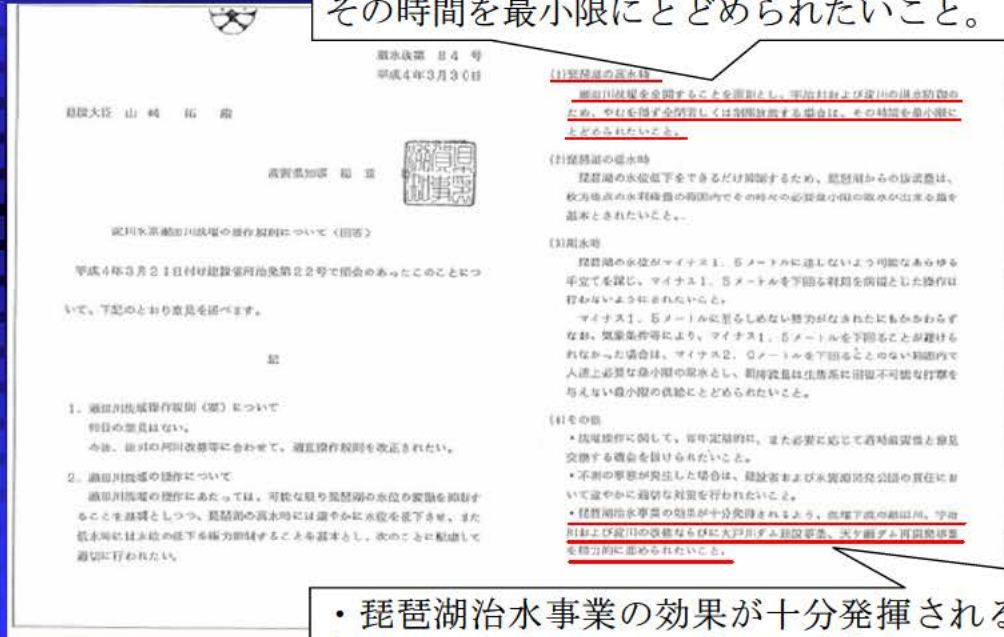 その時間を最小限にとどめられたいこと。
第 84 号
平成4年3月30日
建設大臣 山 崎 拓 殿
滋賀県知事 稲 葉
淀川水系瀬田川洗堰の操作規則について(回答)
平成4年3月21日付け建設省河治発第22号で照会のあったこのことにつ
いて、下記のとおり意見を述べます。
記
1. 瀬田川洗堰操作規則(案)について
別段の意見はない。
今後、淀川の河川改修等に合わせて、適宜操作規則を改正されたい。
2. 瀬田川洗堰の操作について
瀬田川洗堰の操作にあたっては、可能な限り琵琶湖の水位の変動を抑制す
ることを基調としつつ、琵琶湖の高水時には速やかに水位を低下させ、また
低水時には水位の低下を極力抑制することを基本とし、次のことに配慮して
適切に行われたい。
(1)琵琶湖の高水時
瀬田川洗堰を全開することを原則とし、宇治川および淀川の洪水防御の
ため、やむを得ず全閉若しくは制限放流する場合は、その時間を最小限に
とどめられたいこと。
(2)琵琶湖の低水時
琵琶湖の水位低下をできるだけ抑制するため、琵琶湖からの放流量は、
枚方地点の水利権量の範囲内でその時々の必要最小限の取水が出来る量を
基本とされたいこと。
(3)渇水時
琵琶湖の水位がマイナス1.5メートルに達しないよう可能なあらゆる
手立てを講じ、マイナス1.5メートルを下回る利用を前提とした操作は
行わないようにされたいこと。
マイナス1.5メートルに至らしめない努力がなされたにもかかわらず
なお、気象条件等により、マイナス1.5メートルを下回ることが避けら
れなかった場合は、マイナス2.0メートルを下回ることのない範囲内で
人道上必要な最小限の取水とし、維持流量は生態系に回復不可能な打撃を
与えない最小限の供給にとどめられたいこと。
(4)その他
・洗堰操作に関して、毎年定期的に、また必要に応じて適時滋賀県と意見
交換する機会を設けられたいこと。
・不測の事態が発生した場合は、建設省および水資源開発公団の責任にお
いて速やかに適切な対策を行われたいこと。
・琵琶湖治水事業の効果が十分発揮されるよう、洗堰下流の瀬田川、宇治
川および淀川の改修ならびに大戸川ダム建設事業、天ケ瀬ダム再開発事業
を精力的に進められたいこと。
・琵琶湖治水事業の効果が十分発揮される